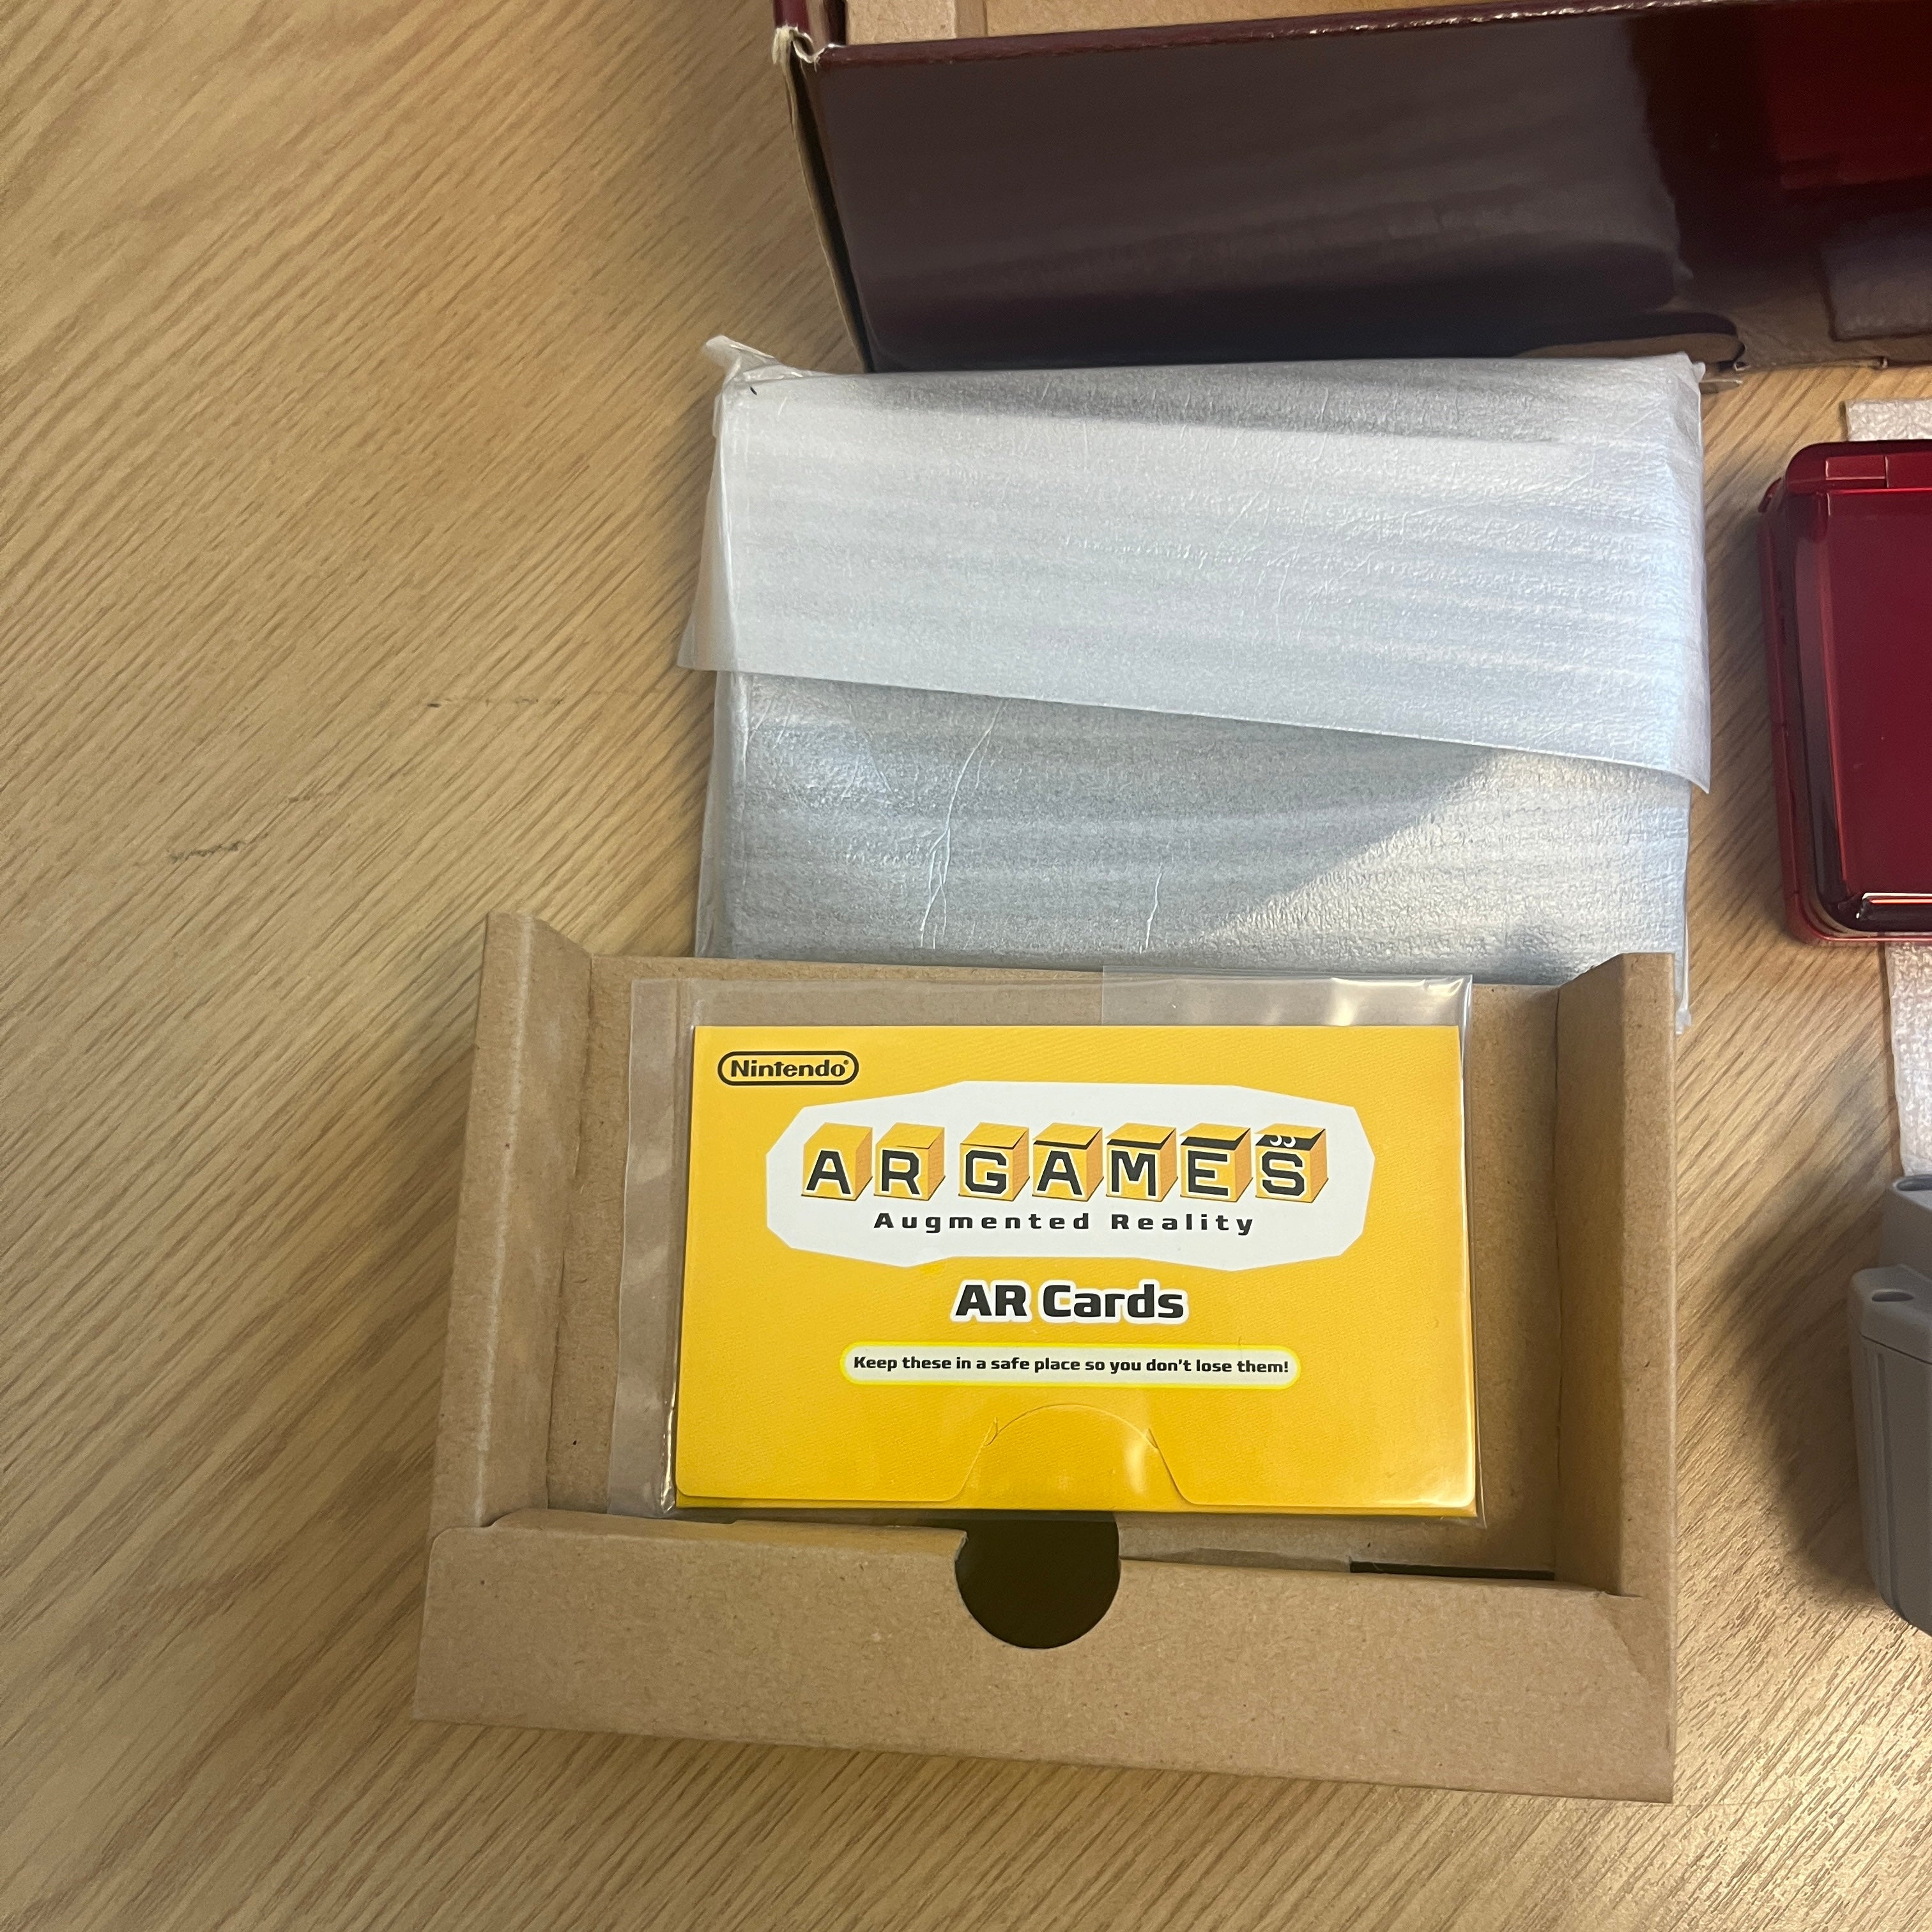 Nintendo®
AR GAMES
Augmented Reality
AR Cards
Keep these in a safe place so you don't lose them!